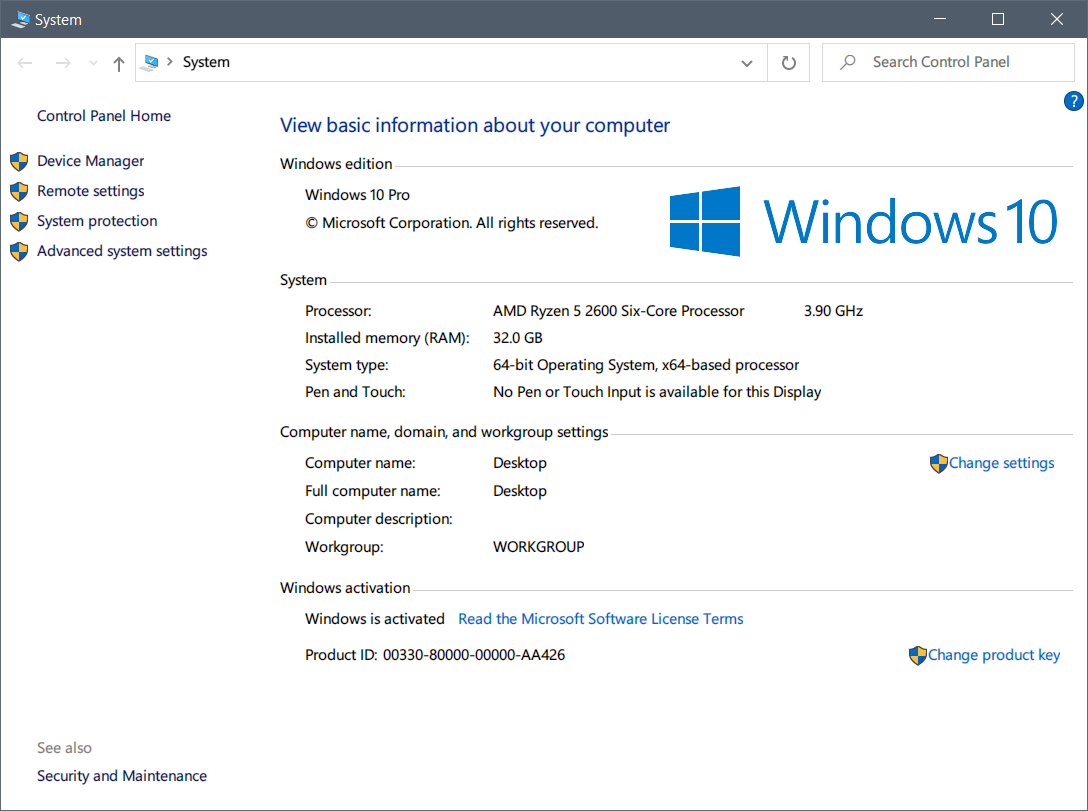 System
System
Search Control Panel
?
Control Panel Home
Device Manager
Remote settings
System protection
Advanced system settings
View basic information about your computer
Windows edition
Windows 10 Pro
© Microsoft Corporation. All rights reserved.
Windows 10
System
Processor: AMD Ryzen 5 2600 Six-Core Processor 3.90 GHz
Installed memory (RAM): 32.0 GB
System type: 64-bit Operating System, x64-based processor
Pen and Touch: No Pen or Touch Input is available for this Display
Computer name, domain, and workgroup settings
Computer name: Desktop Change settings
Full computer name: Desktop
Computer description:
Workgroup: WORKGROUP
Windows activation
Windows is activated Read the Microsoft Software License Terms
Product ID: 00330-80000-00000-AA426 Change product key
See also
Security and Maintenance